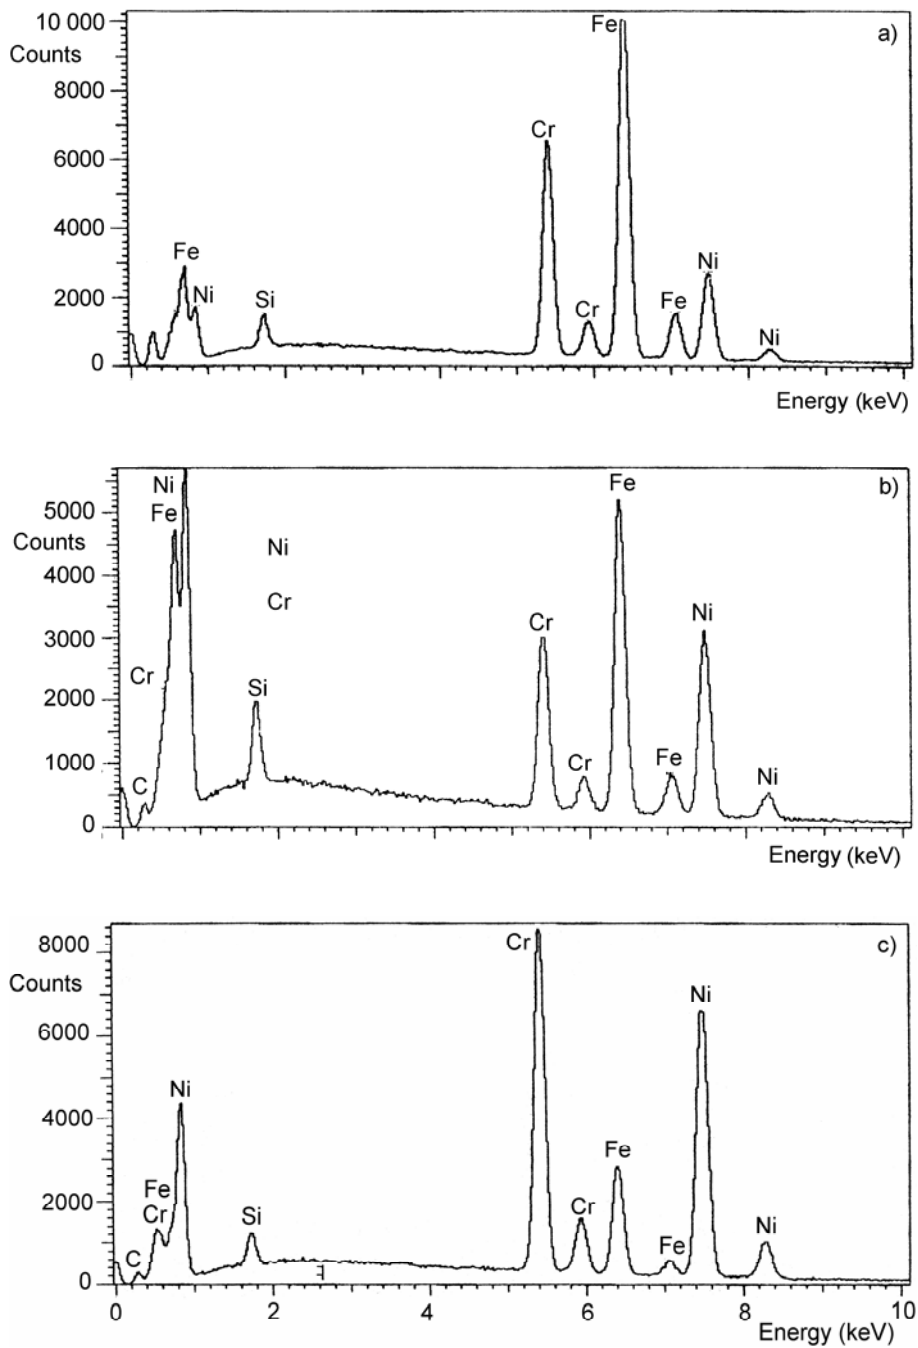 10 000
Fe
a)
Counts
8000
Cr
6000
4000
Fe
Ni
Ni
2000
Si
Cr
Fe
Ni
0
Energy (keV)
Ni
Fe
b)
5000
Fe
Counts
Ni
4000
Cr
Ni
3000
Cr
Cr
2000
Si
1000
C
Cr
Fe
Ni
0
Energy (keV)
8000
Cr
c)
Counts
Ni
6000
Ni
4000
Fe
Fe
2000
Cr
Si
Cr
Ni
C
Fe
0
0 2 4 6 8 10
Energy (keV)